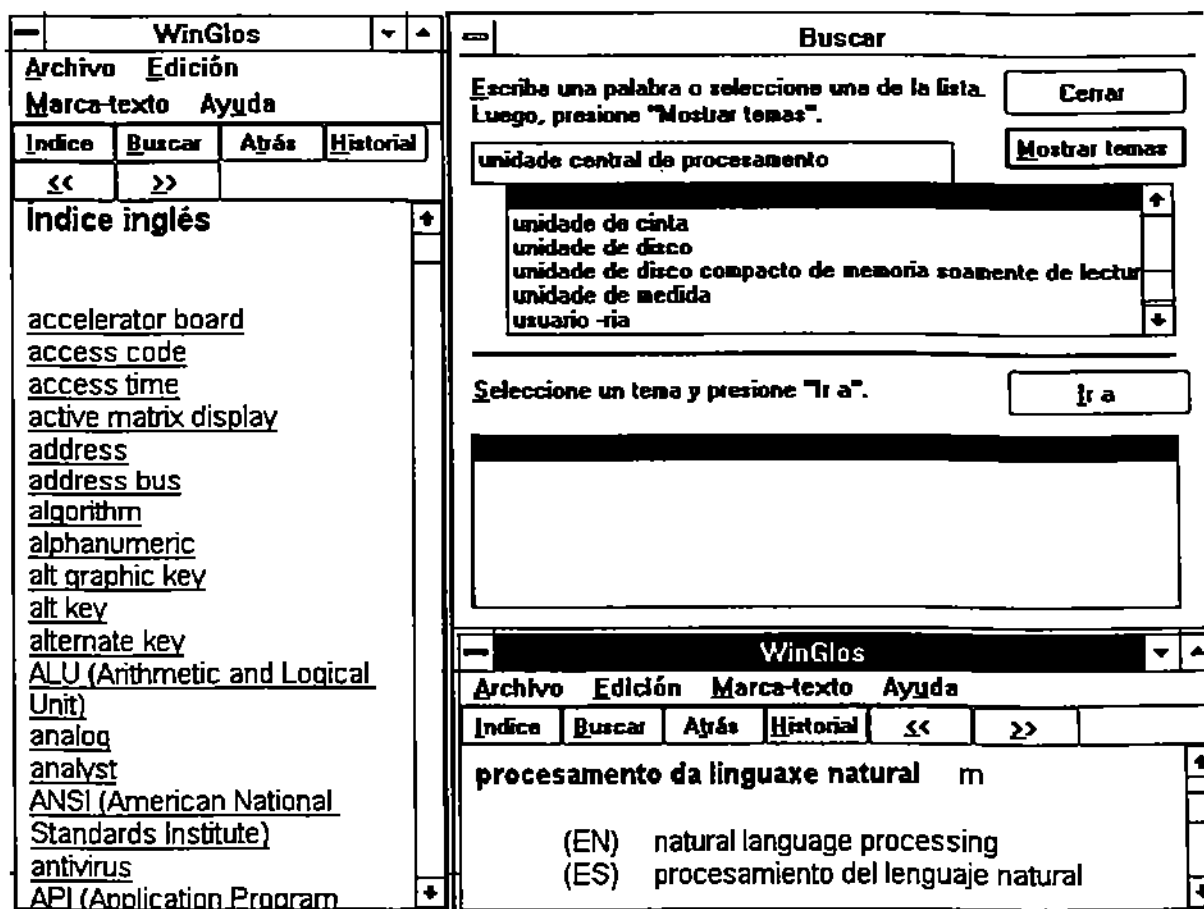 WinGlos
Archivo Edición
Marca-texto Ayuda
Indice Buscar Atrás Historial
<< >>
Índice inglés
accelerator board
access code
access time
active matrix display
address
address bus
algorithm
alphanumeric
alt graphic key
alt key
alternate key
ALU (Arithmetic and Logical
Unit)
analog
analyst
ANSI (American National
Standards Institute)
antivirus
API (Application Program
Buscar
Escriba una palabra o seleccione una de la lista.
Luego, presione "Mostrar temas".
Cerrar
Mostrar temas
unidade central de procesamento
unidade de cinta
unidade de disco
unidade de disco compacto de memoria soamente de lectur
unidade de medida
usuario -ria
Seleccione un tema y presione "Ir a".
Ir a
WinGlos
Archivo Edición Marca-texto Ayuda
Indice Buscar Atrás Historial << >>
procesamento da linguaxe natural m
(EN) natural language processing
(ES) procesamiento del lenguaje natural